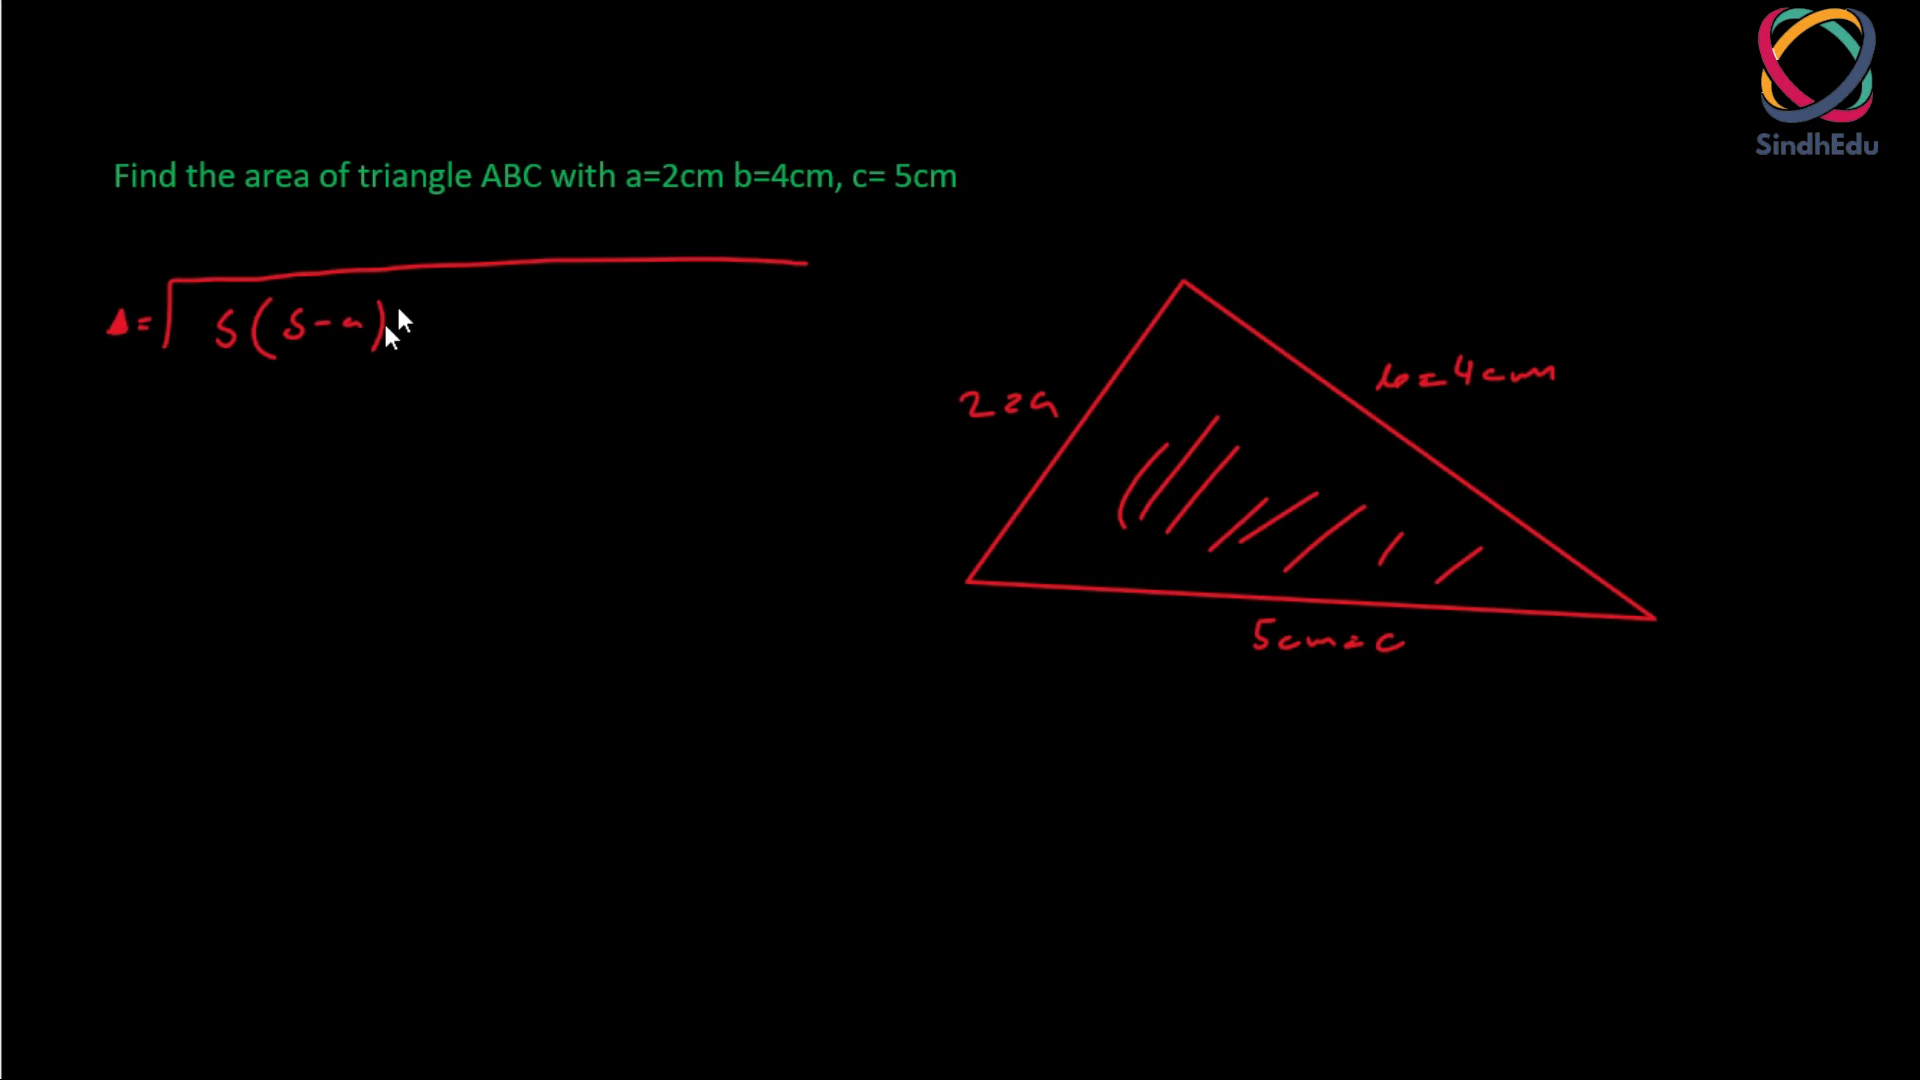 SindhEdu
Find the area of triangle ABC with a=2cm b=4cm, c= 5cm
Δ = √ S(S-a)
2=a
b=4cm
5cm=c